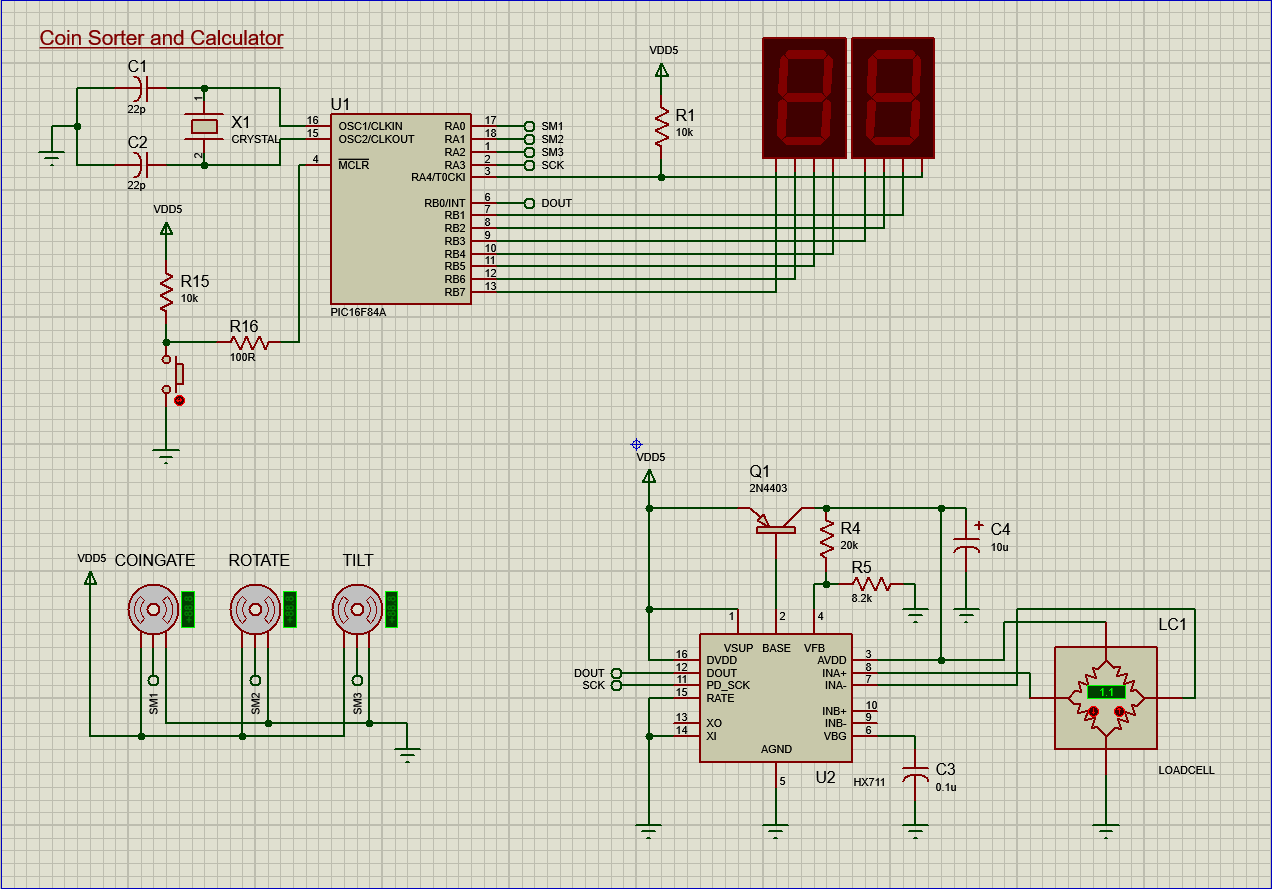 Coin Sorter and Calculator
C1
22p
1
X1
CRYSTAL
2
C2
22p
U1
16 OSC1/CLKIN RA0 17 SM1
15 OSC2/CLKOUT RA1 18 SM2
RA2 1 SM3
4 MCLR RA3 2 SCK
RA4/T0CKI 3
RB0/INT 6 DOUT
RB1 7
RB2 8
RB3 9
RB4 10
RB5 11
RB6 12
RB7 13
PIC16F84A
VDD5
R1
10k
VDD5
R15
10k
R16
100R
VDD5
Q1
2N4403
R4
20k
C4
+
10u
R5
8.2k
VDD5 COINGATE ROTATE TILT
SM1 SM2 SM3
1 2 4
VSUP BASE VFB
16 DVDD AVDD 3
DOUT 12 DOUT INA+ 8
SCK 11 PD_SCK INA- 7
15 RATE
INB+ 10
13 XO INB- 9
14 XI VBG 6
AGND
5
U2 HX711
C3
0.1u
LC1
1.1
LOADCELL